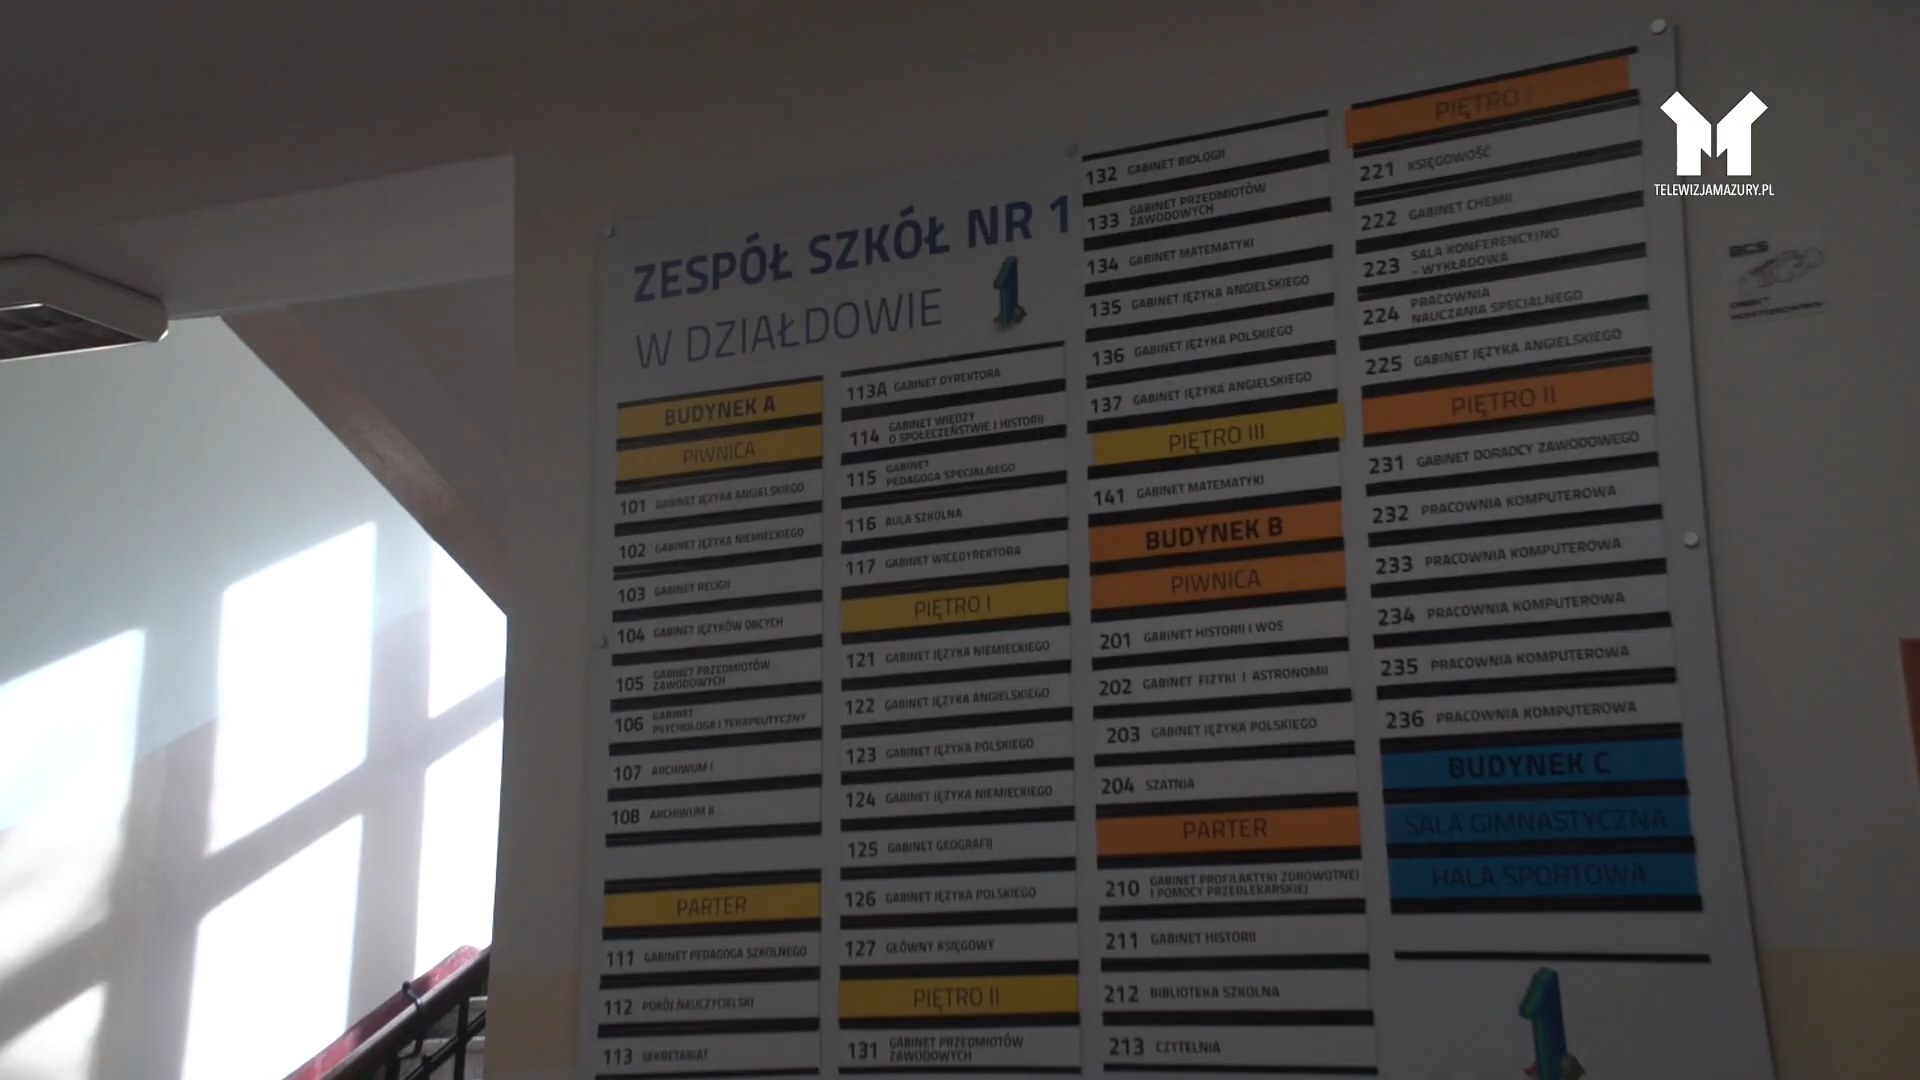 ZESPÓŁ SZKÓŁ NR 1
W DZIAŁDOWIE
BUDYNEK A
PIWNICA
101 GABINET JĘZYKA ANGIELSKIEGO
102 GABINET JĘZYKA NIEMIECKIEGO
103 GABINET RELIGII
104 GABINET JĘZYKÓW OBCYCH
105 GABINET PRZEDMIOTÓW
ZAWODOWYCH
106 GABINET
PSYCHOLOGA I TERAPEUTYCZNY
107 ARCHIWUM I
108 ARCHIWUM II
PARTER
111 GABINET PEDAGOGA SZKOLNEGO
112 POKÓJ NAUCZYCIELSKI
113 SEKRETARIAT
113A GABINET DYREKTORA
114 GABINET WIEDZY
O SPOŁECZEŃSTWIE I HISTORII
115 GABINET
PEDAGOGA SPECJALNEGO
116 AULA SZKOLNA
117 GABINET WICEDYREKTORA
PIĘTRO I
121 GABINET JĘZYKA NIEMIECKIEGO
122 GABINET JĘZYKA ANGIELSKIEGO
123 GABINET JĘZYKA POLSKIEGO
124 GABINET JĘZYKA NIEMIECKIEGO
125 GABINET GEOGRAFII
126 GABINET JĘZYKA POLSKIEGO
127 GŁÓWNY KSIĘGOWY
PIĘTRO II
131 GABINET PRZEDMIOTÓW
ZAWODOWYCH
132 GABINET BIOLOGII
133 GABINET PRZEDMIOTÓW
ZAWODOWYCH
134 GABINET MATEMATYKI
135 GABINET JĘZYKA ANGIELSKIEGO
136 GABINET JĘZYKA POLSKIEGO
137 GABINET JĘZYKA ANGIELSKIEGO
PIĘTRO III
141 GABINET MATEMATYKI
BUDYNEK B
PIWNICA
201 GABINET HISTORII I WOS
202 GABINET FIZYKI I ASTRONOMII
203 GABINET JĘZYKA POLSKIEGO
204 SZATNIA
PARTER
210 GABINET PROFILAKTYKI ZDROWOTNEJ
I POMOCY PRZEDLEKARSKIEJ
211 GABINET HISTORII
212 BIBLIOTEKA SZKOLNA
213 CZYTELNIA
PIĘTRO I
221 KSIĘGOWOŚĆ
222 GABINET CHEMII
223 SALA KONFERENCYJNO
- WYKŁADOWA
224 PRACOWNIA
NAUCZANIA SPECJALNEGO
225 GABINET JĘZYKA ANGIELSKIEGO
PIĘTRO II
231 GABINET DORADCY ZAWODOWEGO
232 PRACOWNIA KOMPUTEROWA
233 PRACOWNIA KOMPUTEROWA
234 PRACOWNIA KOMPUTEROWA
235 PRACOWNIA KOMPUTEROWA
236 PRACOWNIA KOMPUTEROWA
BUDYNEK C
SALA GIMNASTYCZNA
HALA SPORTOWA
1
1
TELEWIZJAMAZURY.PL
BCS
OBIEKT
MONITOROWANY